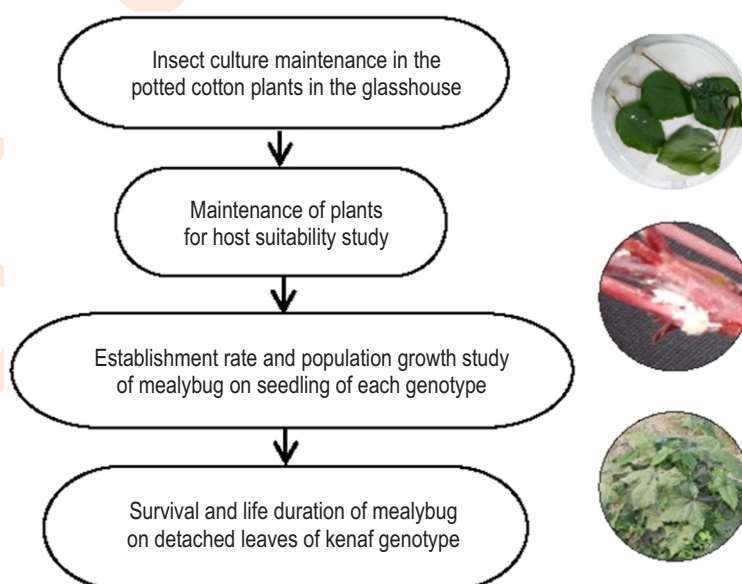 Insect culture maintenance in the
potted cotton plants in the glasshouse
Maintenance of plants
for host suitability study
Establishment rate and population growth study
of mealybug on seedling of each genotype
Survival and life duration of mealybug
on detached leaves of kenaf genotype